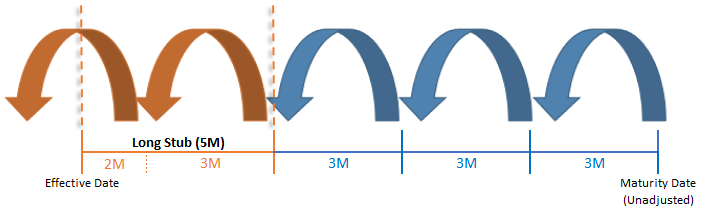 Long Stub (5M)
2M
3M
3M
3M
3M
Effective Date
Maturity Date
(Unadjusted)